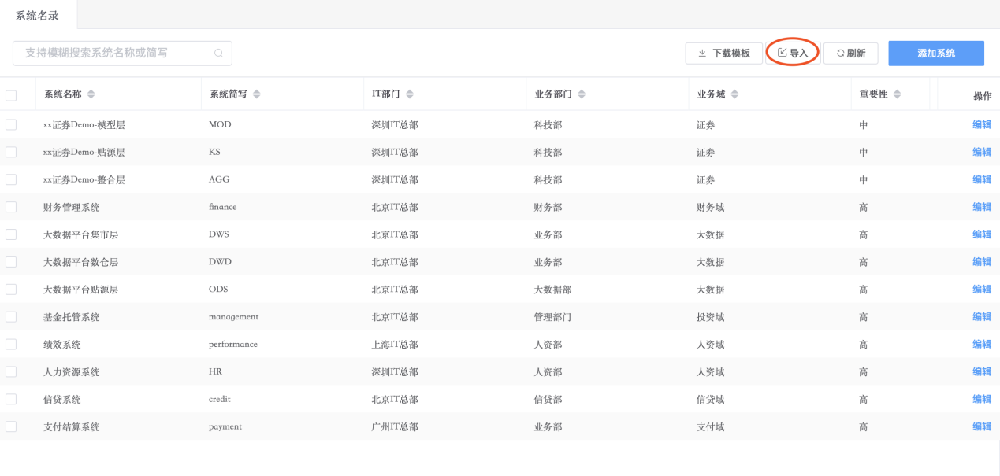 系统名录
支持模糊搜索系统名称或简写
下载模板 导入 刷新 添加系统
系统名称 系统简写 IT部门 业务部门 业务域 重要性 操作
xx证券Demo-模型层 MOD 深圳IT总部 科技部 证券 中 编辑
xx证券Demo-贴源层 KS 深圳IT总部 科技部 证券 中 编辑
xx证券Demo-整合层 AGG 深圳IT总部 科技部 证券 中 编辑
财务管理系统 finance 北京IT总部 财务部 财务域 高 编辑
大数据平台集市层 DWS 北京IT总部 业务部 大数据 高 编辑
大数据平台数仓层 DWD 北京IT总部 业务部 大数据 高 编辑
大数据平台贴源层 ODS 北京IT总部 大数据部 大数据 高 编辑
基金托管系统 management 北京IT总部 管理部门 投资域 高 编辑
绩效系统 performance 上海IT总部 人资部 人资域 高 编辑
人力资源系统 HR 深圳IT总部 人资部 人资域 高 编辑
信贷系统 credit 北京IT总部 信贷部 信贷域 高 编辑
支付结算系统 payment 广州IT总部 业务部 支付域 高 编辑